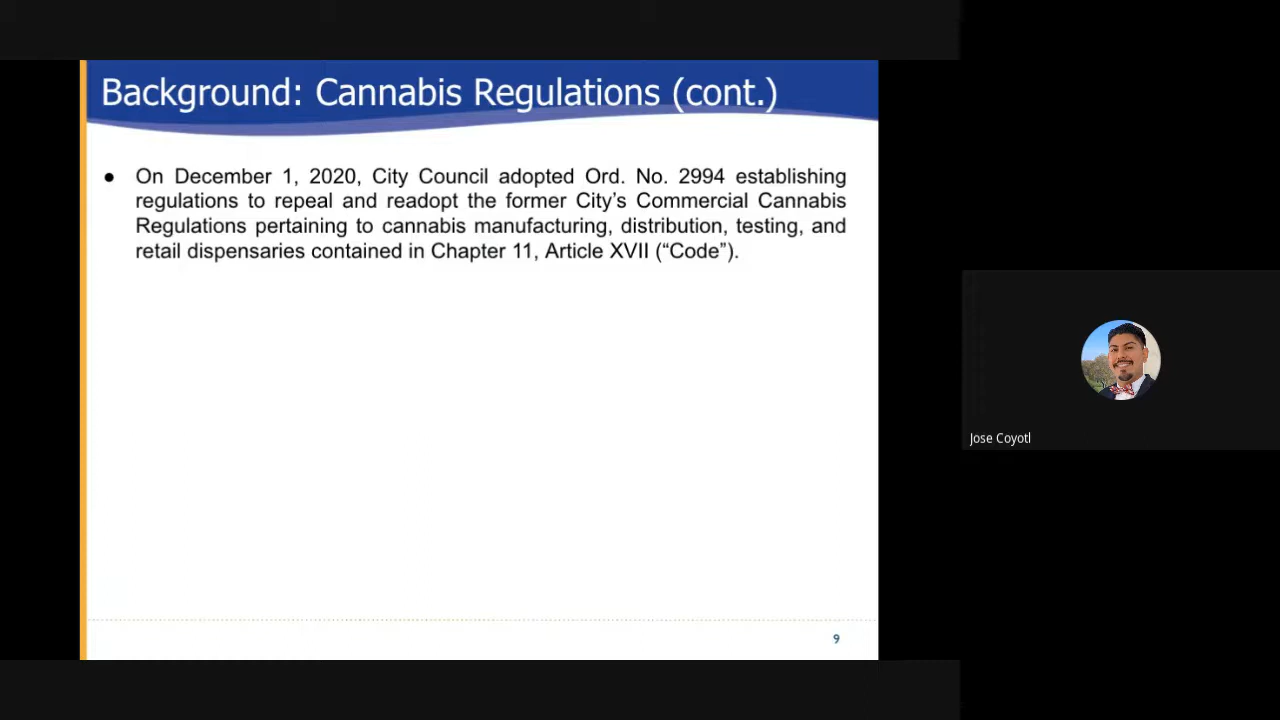 Background: Cannabis Regulations (cont.)
● On December 1, 2020, City Council adopted Ord. No. 2994 establishing
regulations to repeal and readopt the former City’s Commercial Cannabis
Regulations pertaining to cannabis manufacturing, distribution, testing, and
retail dispensaries contained in Chapter 11, Article XVII (“Code”).
Jose Coyotl
9